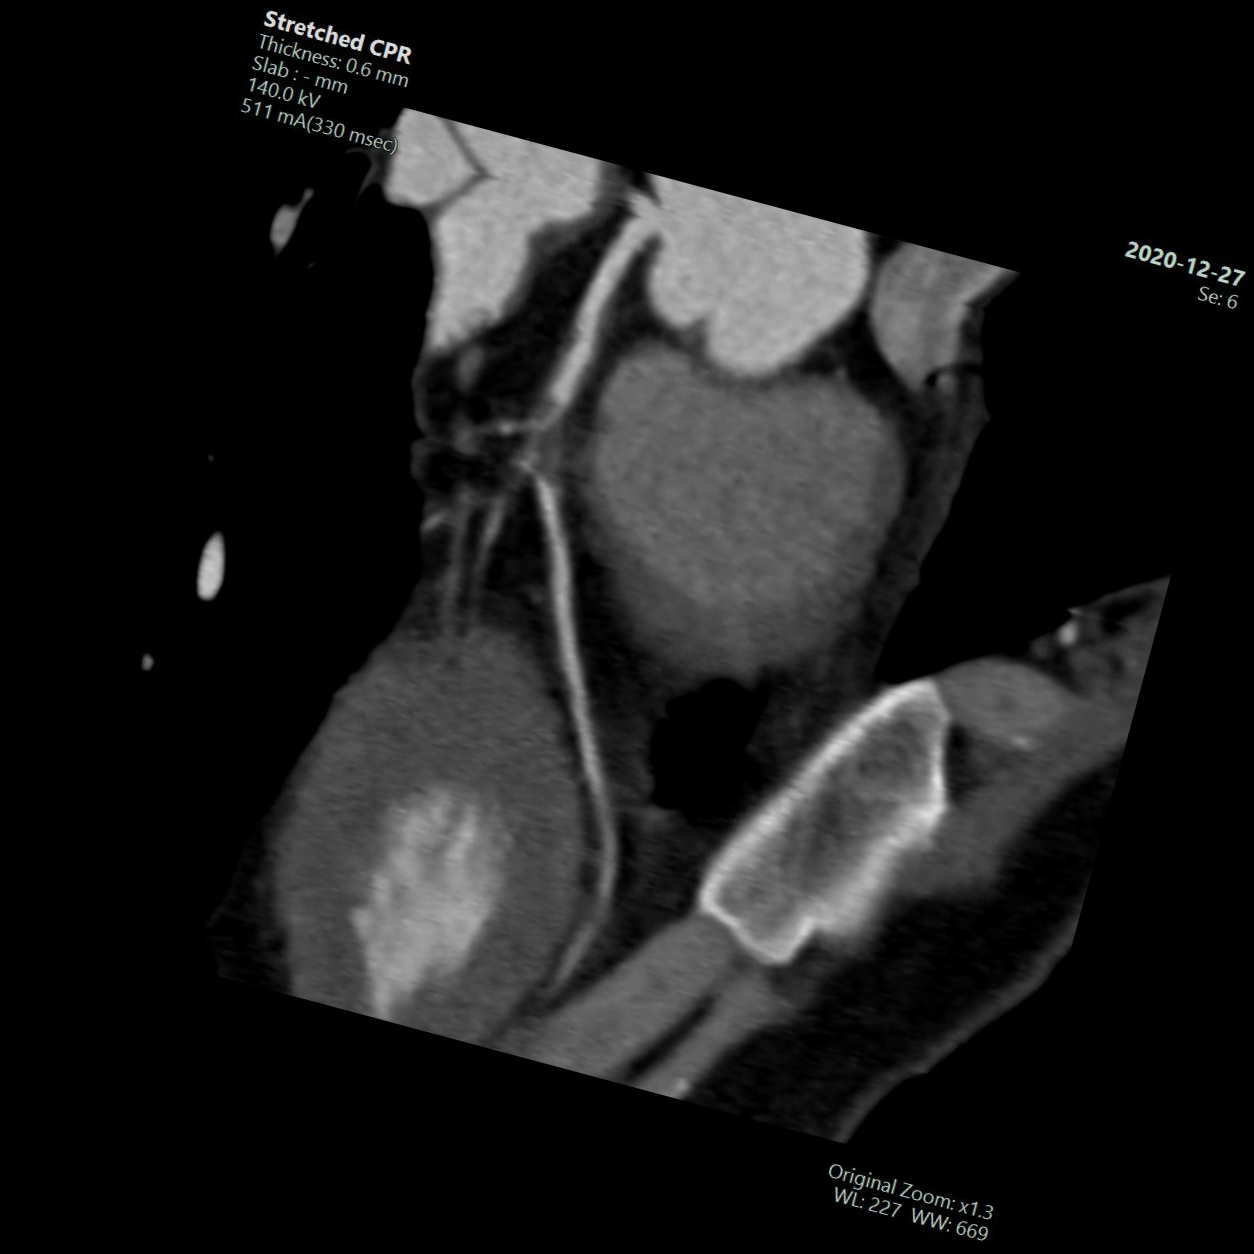 Stretched CPR
Thickness: 0.6 mm
Slab : - mm
140.0 kV
511 mA(330 msec)
2020-12-27
Se: 6
Original Zoom: x1.3
WL: 227 WW: 669